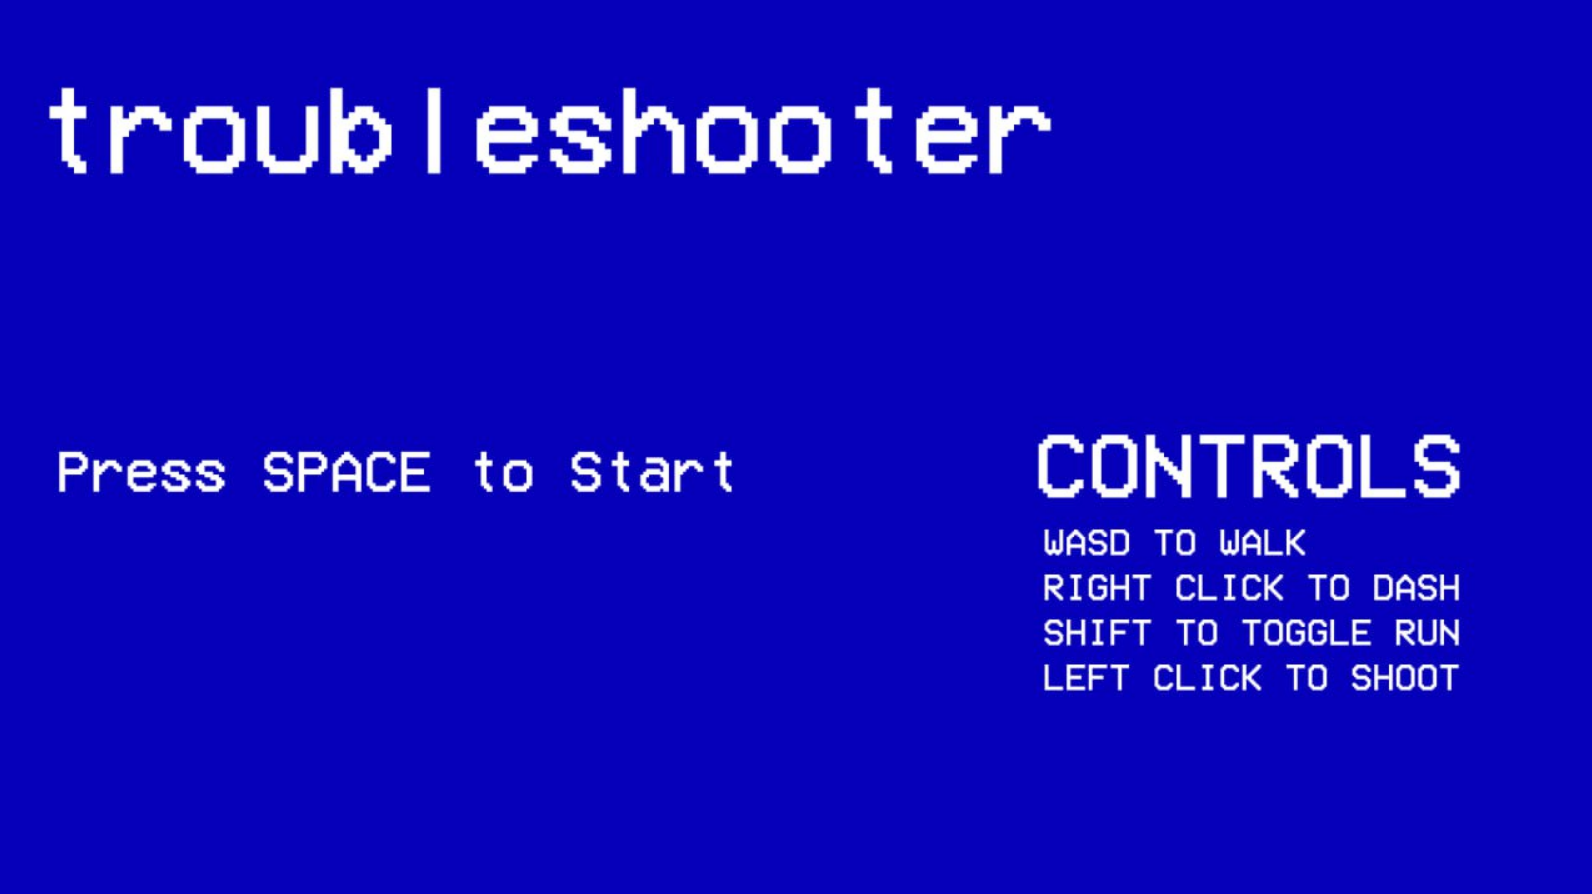 troubleshooter
Press SPACE to Start
CONTROLS
WASD TO WALK
RIGHT CLICK TO DASH
SHIFT TO TOGGLE RUN
LEFT CLICK TO SHOOT